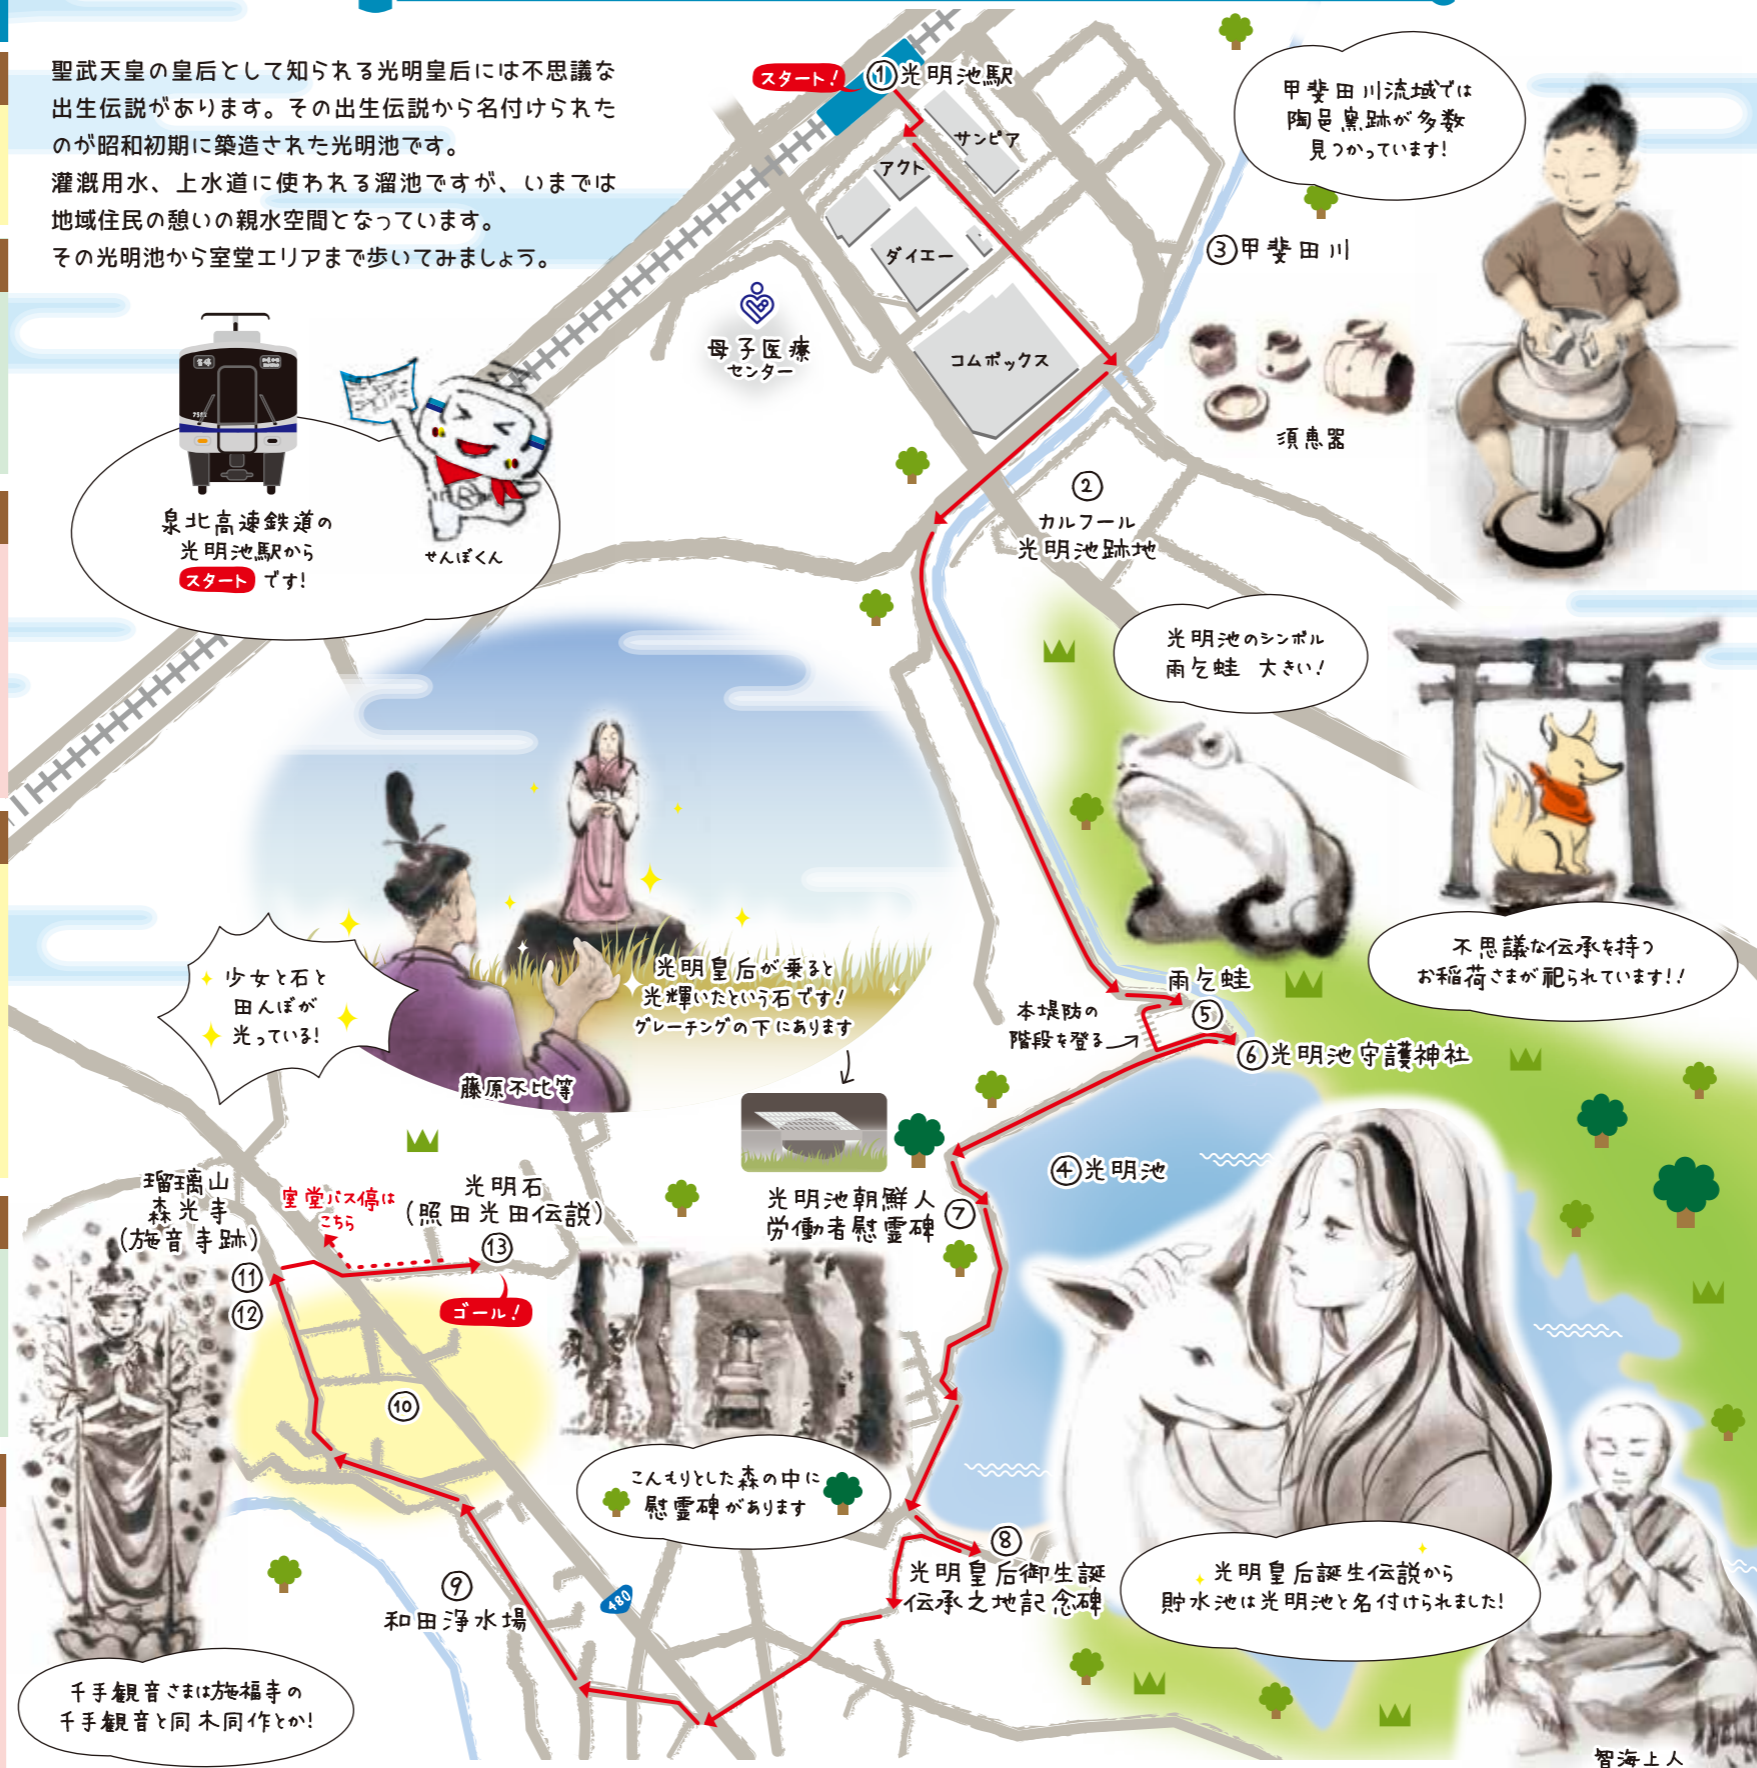 聖武天皇の皇后として知られる光明皇后には不思議な
出生伝説があります。その出生伝説から名付けられた
のが昭和初期に築造された光明池です。
灌漑用水、上水道に使われる溜池ですが、いまでは
地域住民の憩いの親水空間となっています。
その光明池から室堂エリアまで歩いてみましょう。
スタート!
①光明池駅
サンピア
アクト
ダイエー
コムボックス
母子医療
センター
甲斐田川流域では
陶邑窯跡が多数
見つかっています!
③甲斐田川
須恵器
泉北高速鉄道の
光明池駅から
スタートです!
せんぼくん
②
カルフール
光明池跡地
光明池のシンボル
雨乞蛙 大きい!
不思議な伝承を持つ
お稲荷さまが祀られています!!
少女と石と
田んぼが
光っている!
光明皇后が乗ると
光輝いたという石です!
グレーチングの下にあります
藤原不比等
雨乞蛙
⑤
本堤防の
階段を登る
⑥光明池守護神社
④光明池
光明池朝鮮人
労働者慰霊碑
⑦
瑠璃山
森光寺
(施音寺跡)
⑪
⑫
室堂バス停は
こちら
光明石
(照田光田伝説)
⑬
ゴール!
⑩
こんもりとした森の中に
慰霊碑があります
⑧
光明皇后御生誕
伝承之地記念碑
光明皇后誕生伝説から
貯水池は光明池と名付けられました!
⑨
和田浄水場
480
千手観音さまは施福寺の
千手観音と同木同作とか!
智海上人